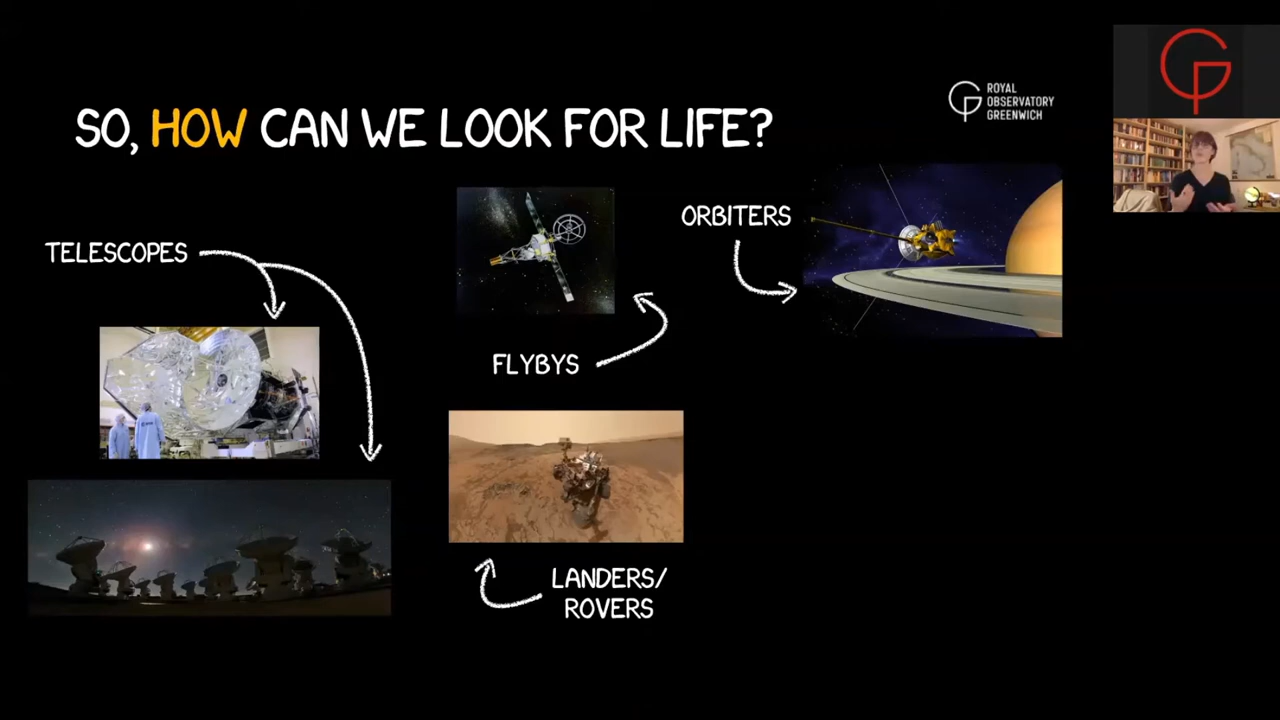 SO, HOW CAN WE LOOK FOR LIFE?
ROYAL
OBSERVATORY
GREENWICH
TELESCOPES
FLYBYS
ORBITERS
LANDERS/
ROVERS